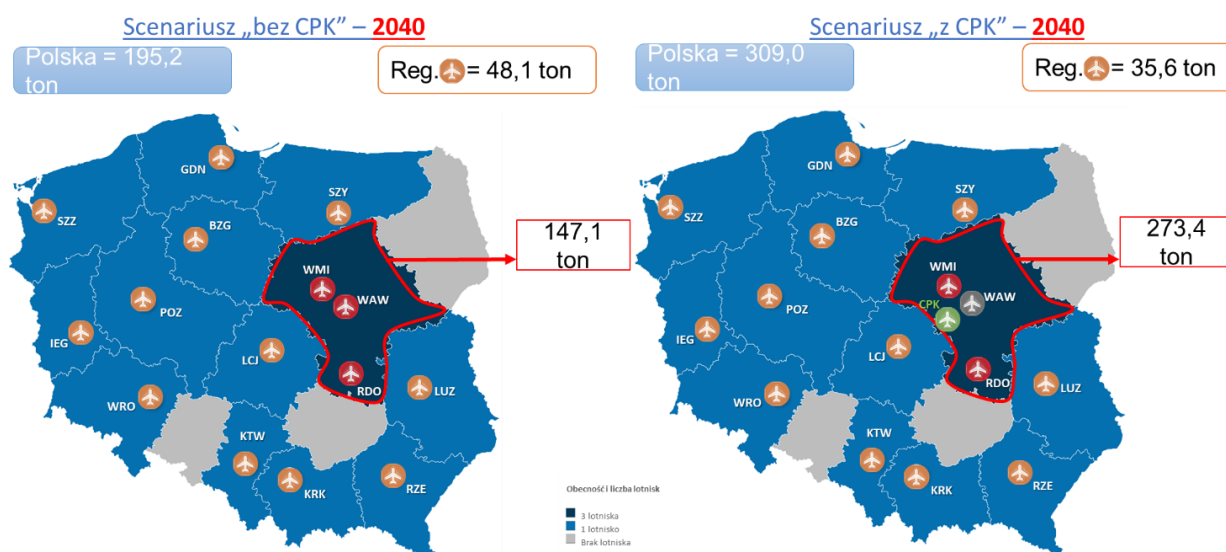 Scenariusz „bez CPK” – 2040
Polska = 195,2
ton
Reg. = 48,1 ton
GDN
SZY
SZZ
BZG
147,1
ton
WMI
WAW
POZ
IEG
LCJ
RDO
LUZ
WRO
KTW
KRK
RZE
Scenariusz „z CPK” – 2040
Polska = 309,0
ton
Reg. = 35,6 ton
GDN
SZY
SZZ
BZG
273,4
ton
WMI
WAW
CPK
POZ
IEG
LCJ
RDO
LUZ
WRO
KTW
KRK
RZE
Obecność i liczba lotnisk
3 lotniska
1 lotnisko
Brak lotniska